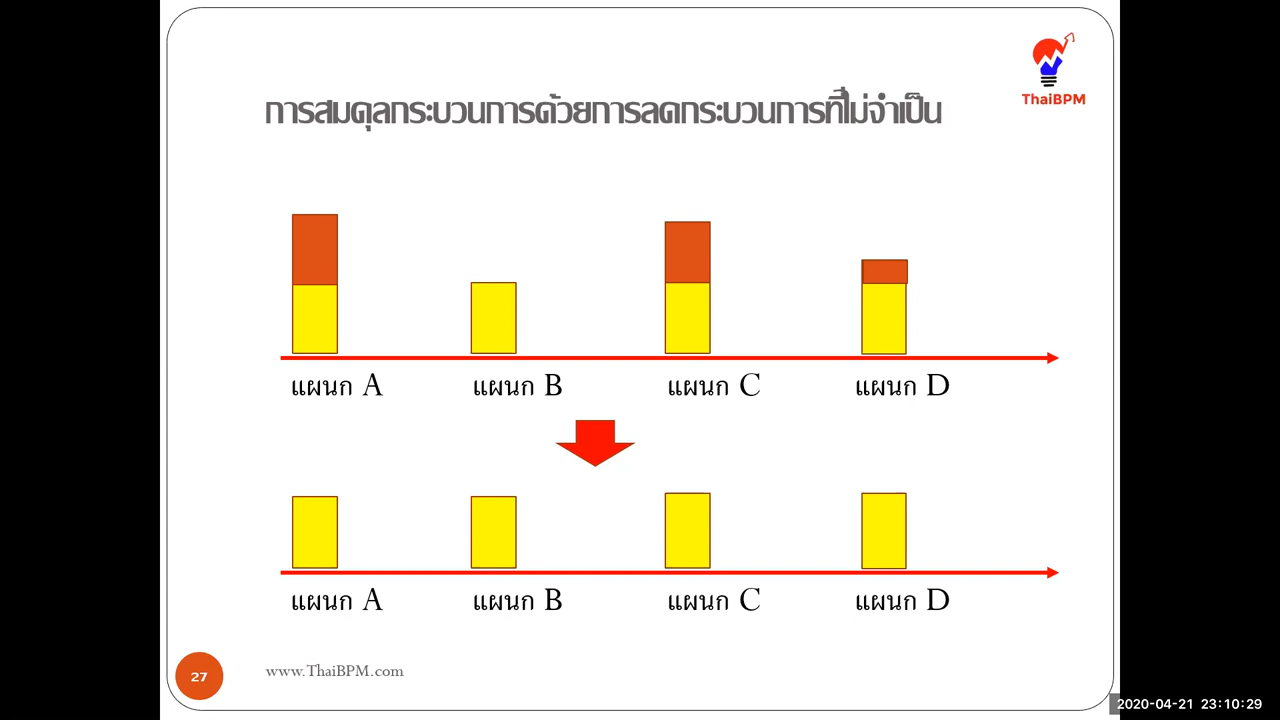 ThaiBPM
การสมดุลกระบวนการด้วยการลดกระบวนการที่ไม่จำเป็น
แผนก A แผนก B แผนก C แผนก D
แผนก A แผนก B แผนก C แผนก D
27 www.ThaiBPM.com
2020-04-21 23:10:29